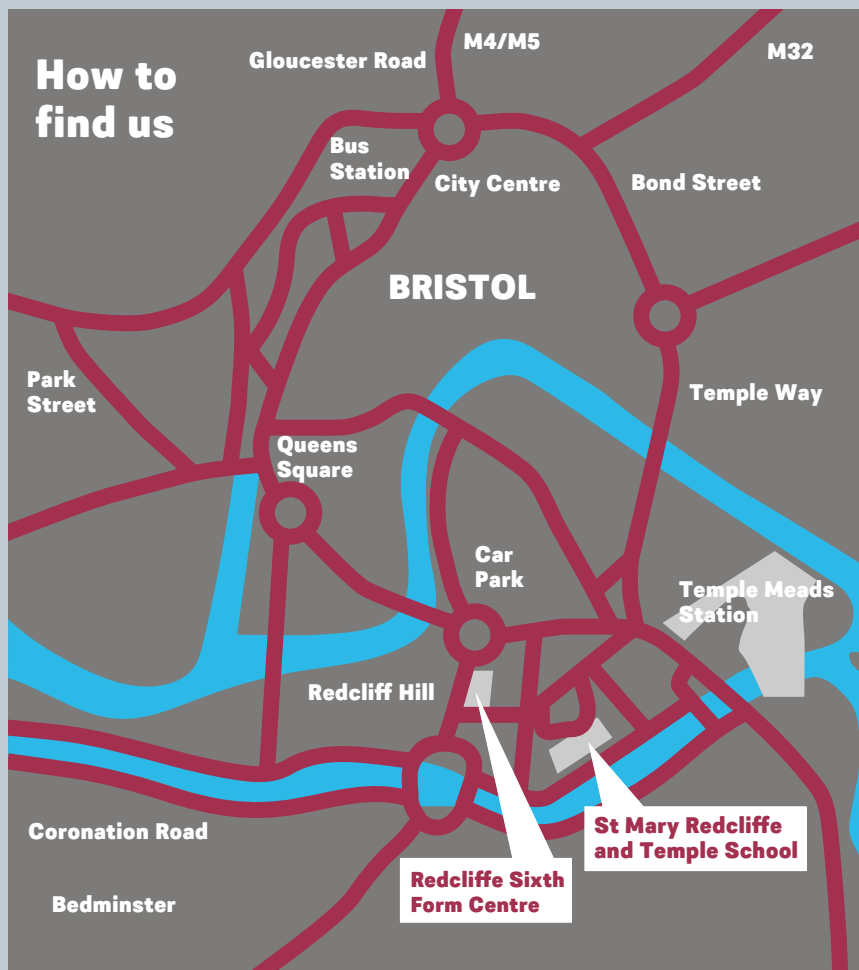 How to
find us
Gloucester Road
M4/M5
M32
Bus
Station
City Centre
Bond Street
BRISTOL
Park
Street
Temple Way
Queens
Square
Car
Park
Temple Meads
Station
Redcliff Hill
Coronation Road
St Mary Redcliffe
and Temple School
Redcliffe Sixth
Form Centre
Bedminster